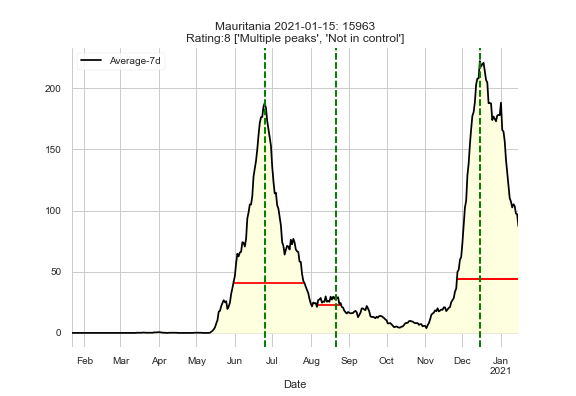 Mauritania 2021-01-15: 15963
Rating:8 ['Multiple peaks', 'Not in control']
Average-7d
200
150
100
50
0
Feb Mar Apr May Jun Jul Aug Sep Oct Nov Dec Jan
2021
Date